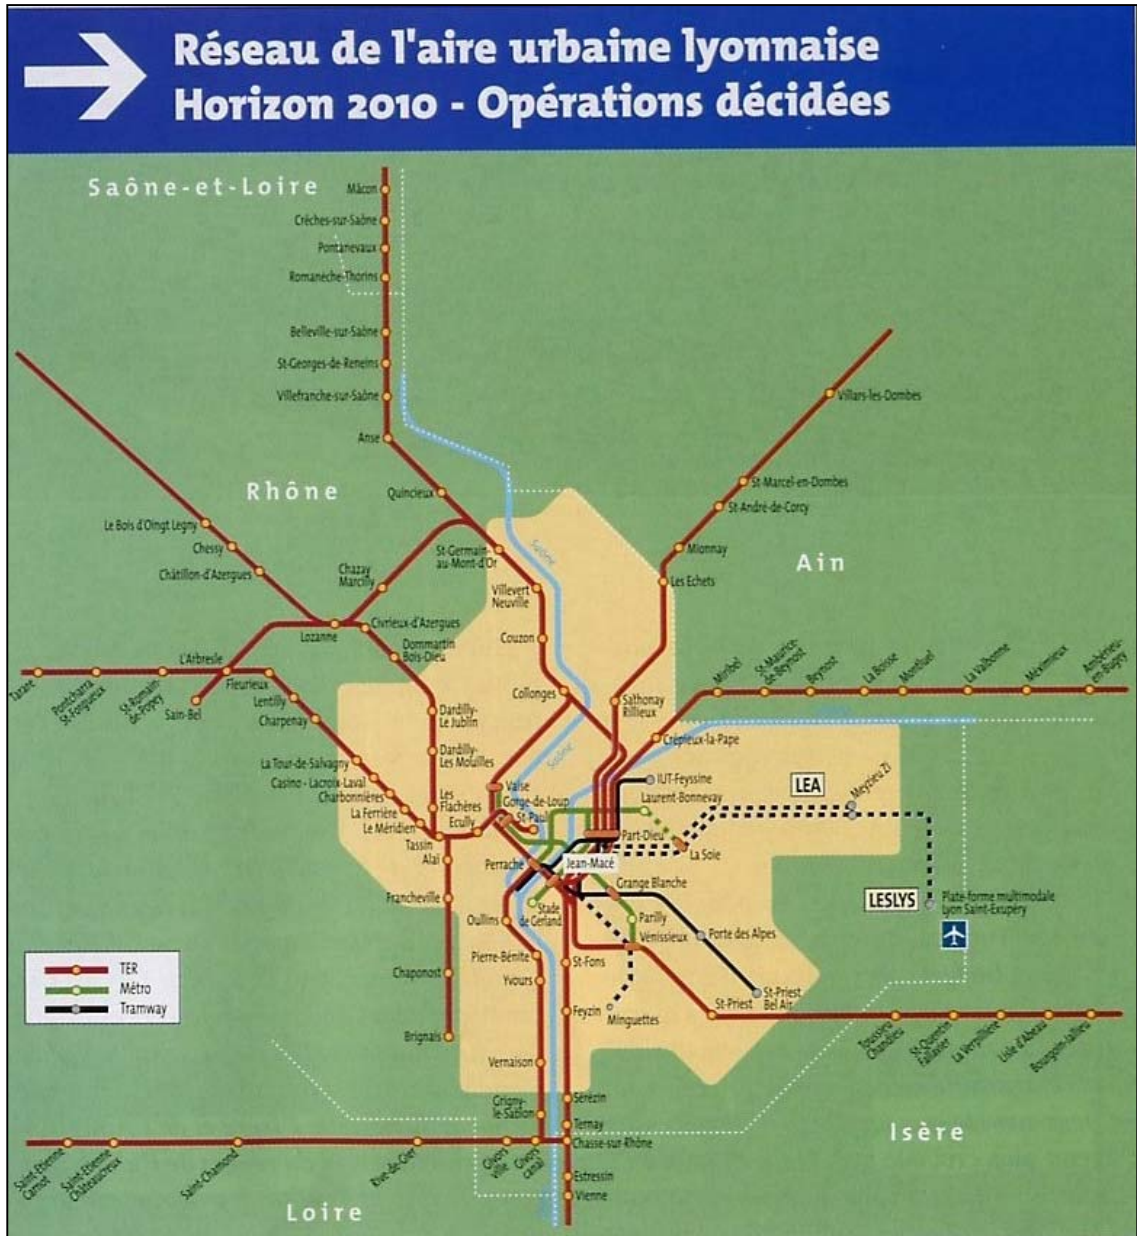 Réseau de l'aire urbaine lyonnaise
Horizon 2010 - Opérations décidées
Saône-et-Loire
Mâcon
Crèches-sur-Saône
Pontanevaux
Romanèche-Thorins
Belleville-sur-Saône
St-Georges-de-Reneins
Villefranche-sur-Saône
Anse
Villars-les-Dombes
Rhône
Quincieux
St-Marcel-en-Dombes
St-André-de-Corcy
Le Bois d'Oingt Legny
Chessy
Châtillon-d'Azergues
Chazay
Marcilly
St-Germain-
au-Mont-d'Or
Saône
Mionnay
Ain
Les Echets
Villevert
Neuville
Lozanne
Civrieux-d'Azergues
Dommartin
Bois-Dieu
Couzon
L'Arbresle
Tarare
Pontcharra
St-Forgueux
St-Romain
de-Popey
Sain-Bel
Fleurieux
Lentilly
Charpenay
Collonges
Sathonay
Rillieux
Miribel
St-Maurice-
de-Beynost
Beynost
La Boisse
Montluel
La Valbonne
Méximieux
Ambérieu-
en-Bugey
Dardilly-
Le Jublin
Crépieux-la-Pape
Dardilly-
Les Mouilles
Saône
La Tour-de-Salvagny
Casino - Lacroix-Laval
Charbonnières
La Ferrière
Le Méridien
Tassin
Les
Flachères
Ecully
Vaise
Gorge-de-Loup
St-Paul
IUT-Feyssine
Laurent-Bonnevay
LEA
Meyzieu ZI
Part-Dieu
La Soie
Alaï
Perrache
Jean-Macé
Grange Blanche
Francheville
Stade
de Gerland
LESLYS
Plate-forme multimodale
Lyon Saint-Exupéry
Oullins
Parilly
Vénissieux
Porte des Alpes
Pierre-Bénite
Yvours
St-Fons
Chaponost
TER
Métro
Tramway
Feyzin
Minguettes
St-Priest
St-Priest
Bel Air
Toussieu
Chandieu
St-Quentin
Fallavier
La Verpillière
L'Isle d'Abeau
Bourgoin-Jallieu
Brignais
Vernaison
Grigny-
le-Sablon
Sérézin
Ternay
Chasse-sur-Rhône
Isère
Saint-Etienne
Carnot
Saint-Etienne
Châteaucreux
Saint-Chamond
Rive-de-Gier
Givors
ville
Givors
canal
Estressin
Vienne
Loire